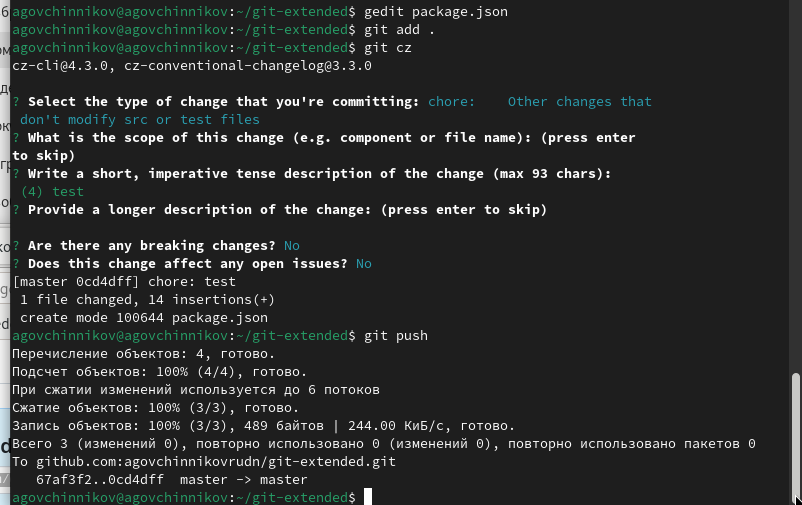 agovchinnikov@agovchinnikov:~/git-extended$ gedit package.json
agovchinnikov@agovchinnikov:~/git-extended$ git add .
agovchinnikov@agovchinnikov:~/git-extended$ git cz
cz-cli@4.3.0, cz-conventional-changelog@3.3.0
? Select the type of change that you're committing: chore:    Other changes that
don't modify src or test files
? What is the scope of this change (e.g. component or file name): (press enter
to skip)
? Write a short, imperative tense description of the change (max 93 chars):
(4) test
? Provide a longer description of the change: (press enter to skip)
? Are there any breaking changes? No
? Does this change affect any open issues? No
[master 0cd4dff] chore: test
1 file changed, 14 insertions(+)
create mode 100644 package.json
agovchinnikov@agovchinnikov:~/git-extended$ git push
Перечисление объектов: 4, готово.
Подсчет объектов: 100% (4/4), готово.
При сжатии изменений используется до 6 потоков
Сжатие объектов: 100% (3/3), готово.
Запись объектов: 100% (3/3), 489 байтов | 244.00 КиБ/с, готово.
Всего 3 (изменений 0), повторно использовано 0 (изменений 0), повторно использовано пакетов 0
To github.com:agovchinnikovrudn/git-extended.git
67af3f2..0cd4dff  master -> master
agovchinnikov@agovchinnikov:~/git-extended$